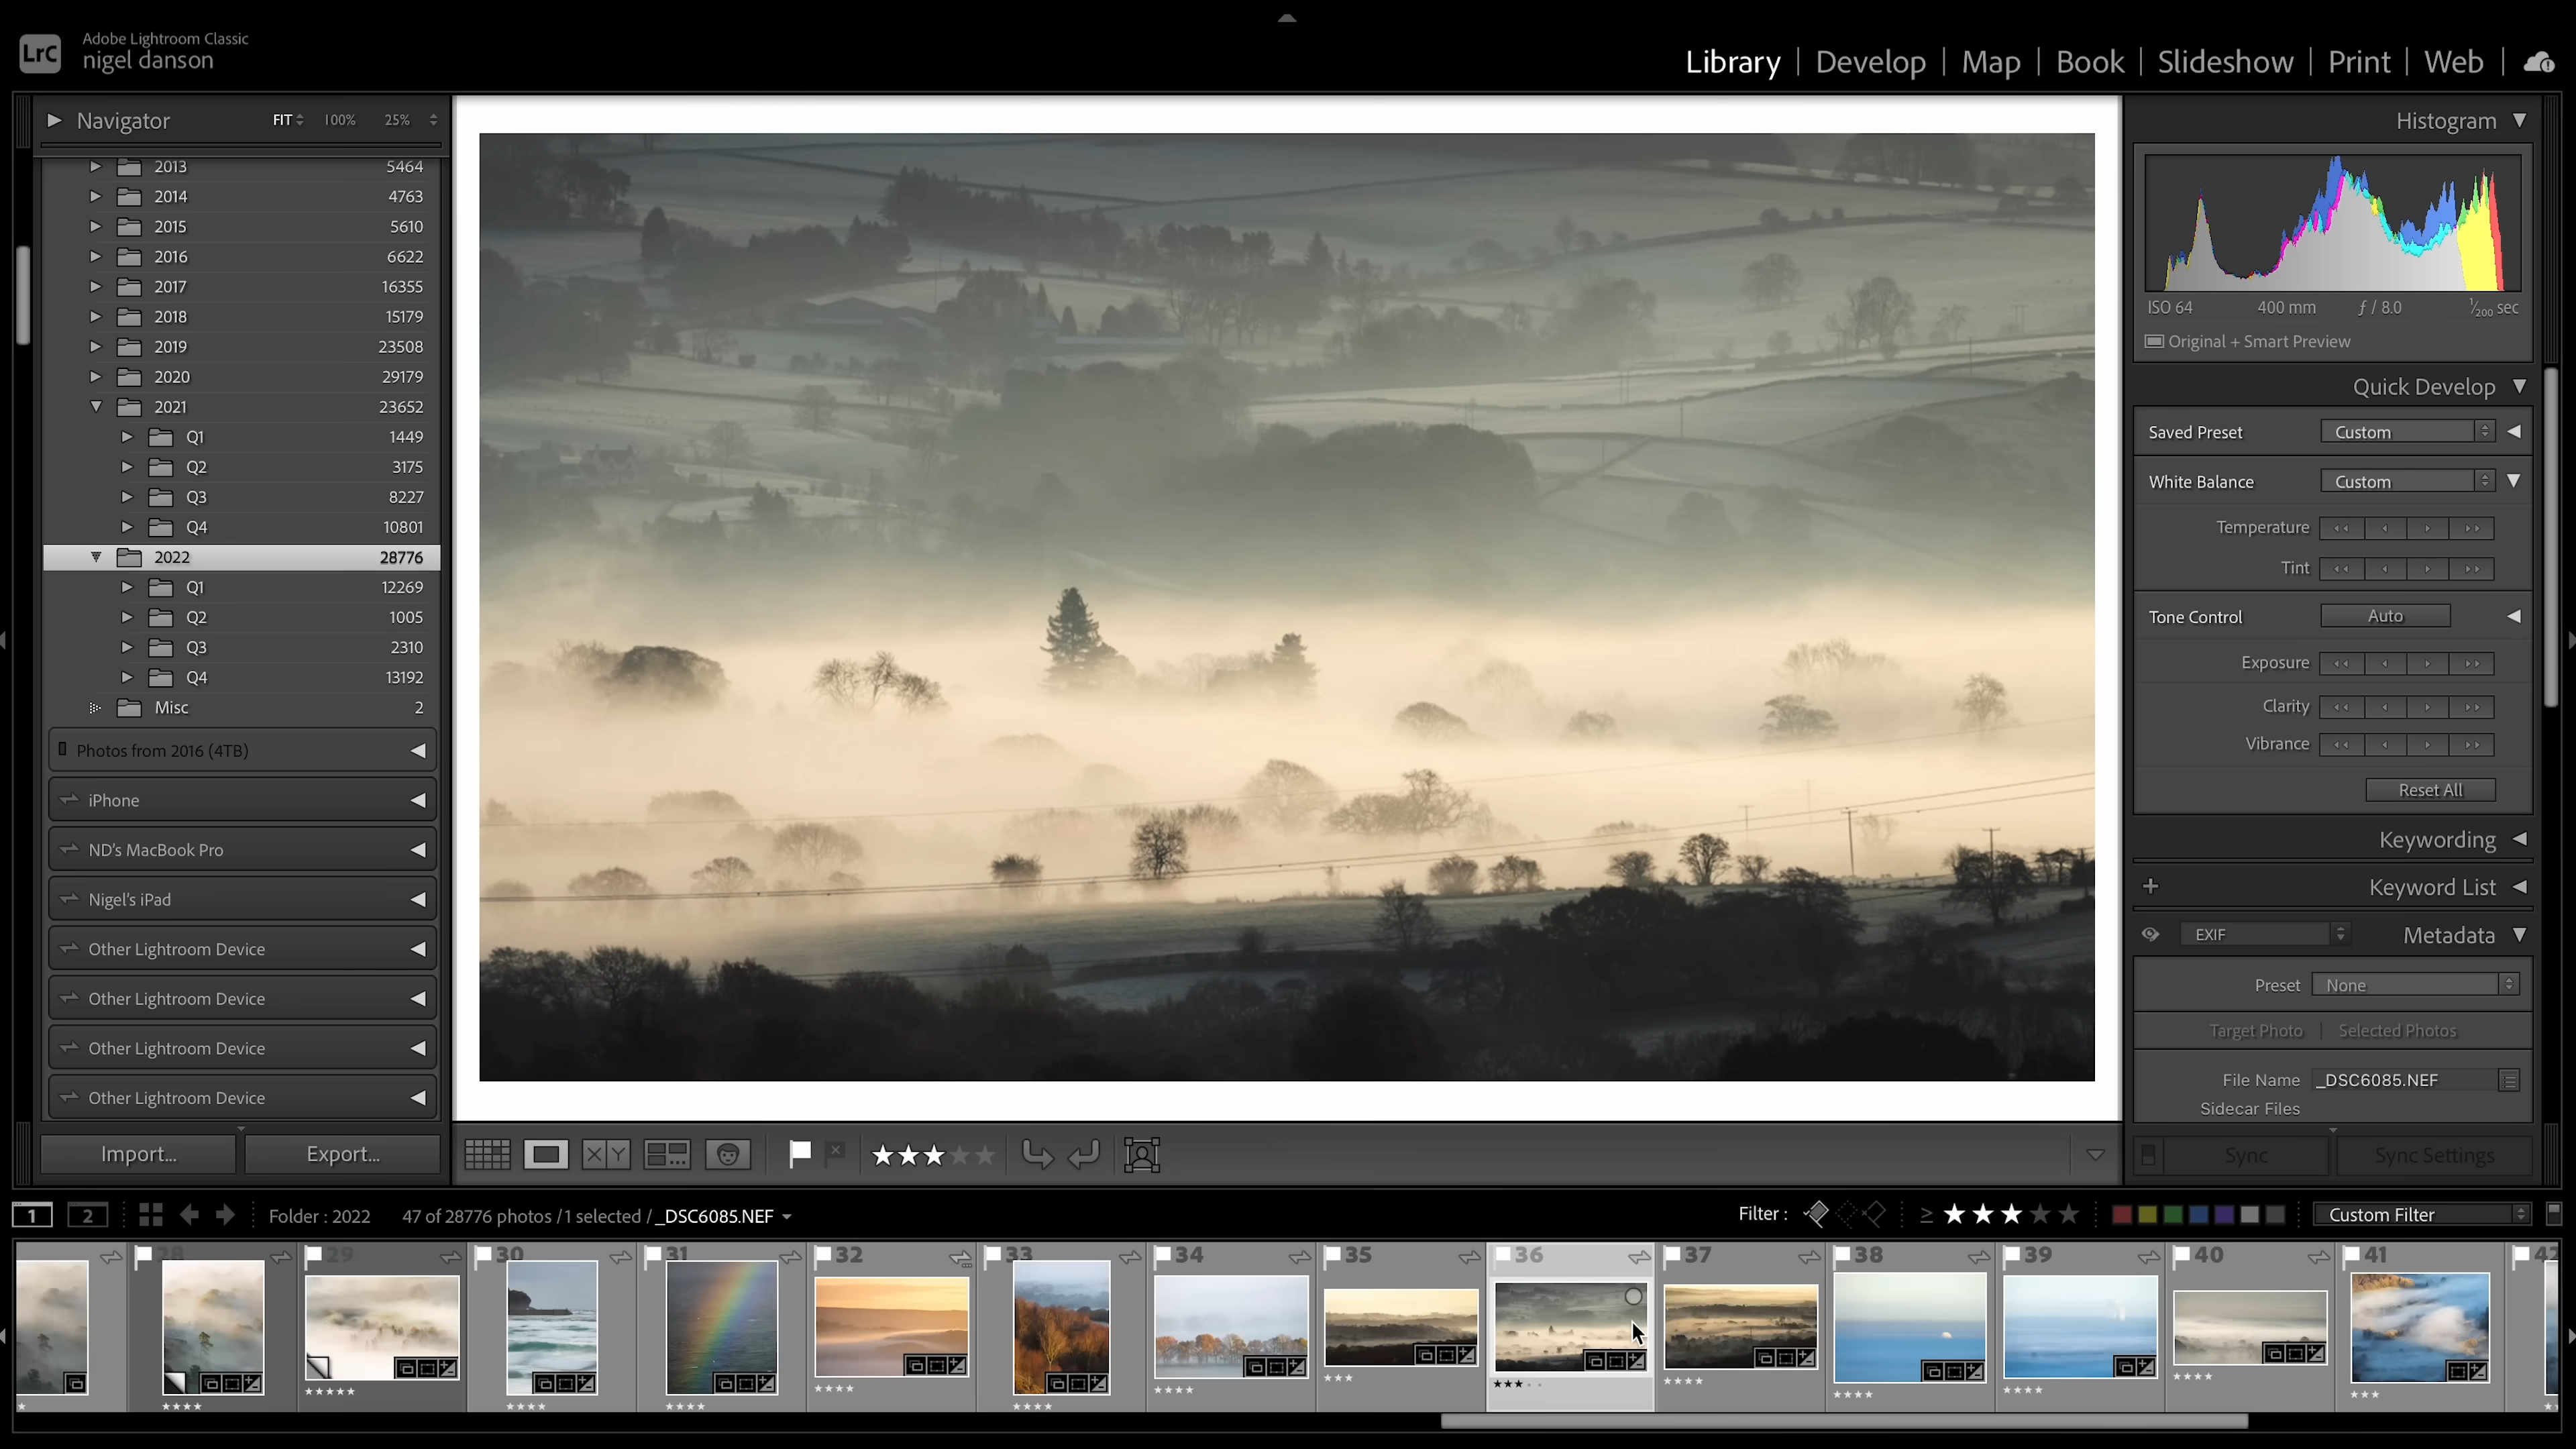 LrC
Adobe Lightroom Classic
nigel danson
Library | Develop | Map | Book | Slideshow | Print | Web
Navigator FIT 100% 25%
2013 5464
2014 4763
2015 5610
2016 6622
2017 16355
2018 15179
2019 23508
2020 29179
2021 23652
Q1 1449
Q2 3175
Q3 8227
Q4 10801
2022 28776
Q1 12269
Q2 1005
Q3 2310
Q4 13192
Misc 2
Photos from 2016 (4TB)
iPhone
ND's MacBook Pro
Nigel's iPad
Other Lightroom Device
Other Lightroom Device
Other Lightroom Device
Other Lightroom Device
Import... Export...
Histogram
ISO 64 400 mm ƒ / 8.0 1/200 sec
Original + Smart Preview
Quick Develop
Saved Preset Custom
White Balance Custom
Temperature
Tint
Tone Control Auto
Exposure
Clarity
Vibrance
Reset All
Keywording
+ Keyword List
EXIF Metadata
Preset None
Target Photo | Selected Photos
File Name _DSC6085.NEF
Sidecar Files
Sync Sync Settings
X Y
1 2 Folder : 2022 47 of 28776 photos /1 selected / _DSC6085.NEF Filter : ≥ Custom Filter
28 29 30 31 32 33 34 35 36 37 38 39 40 41 42